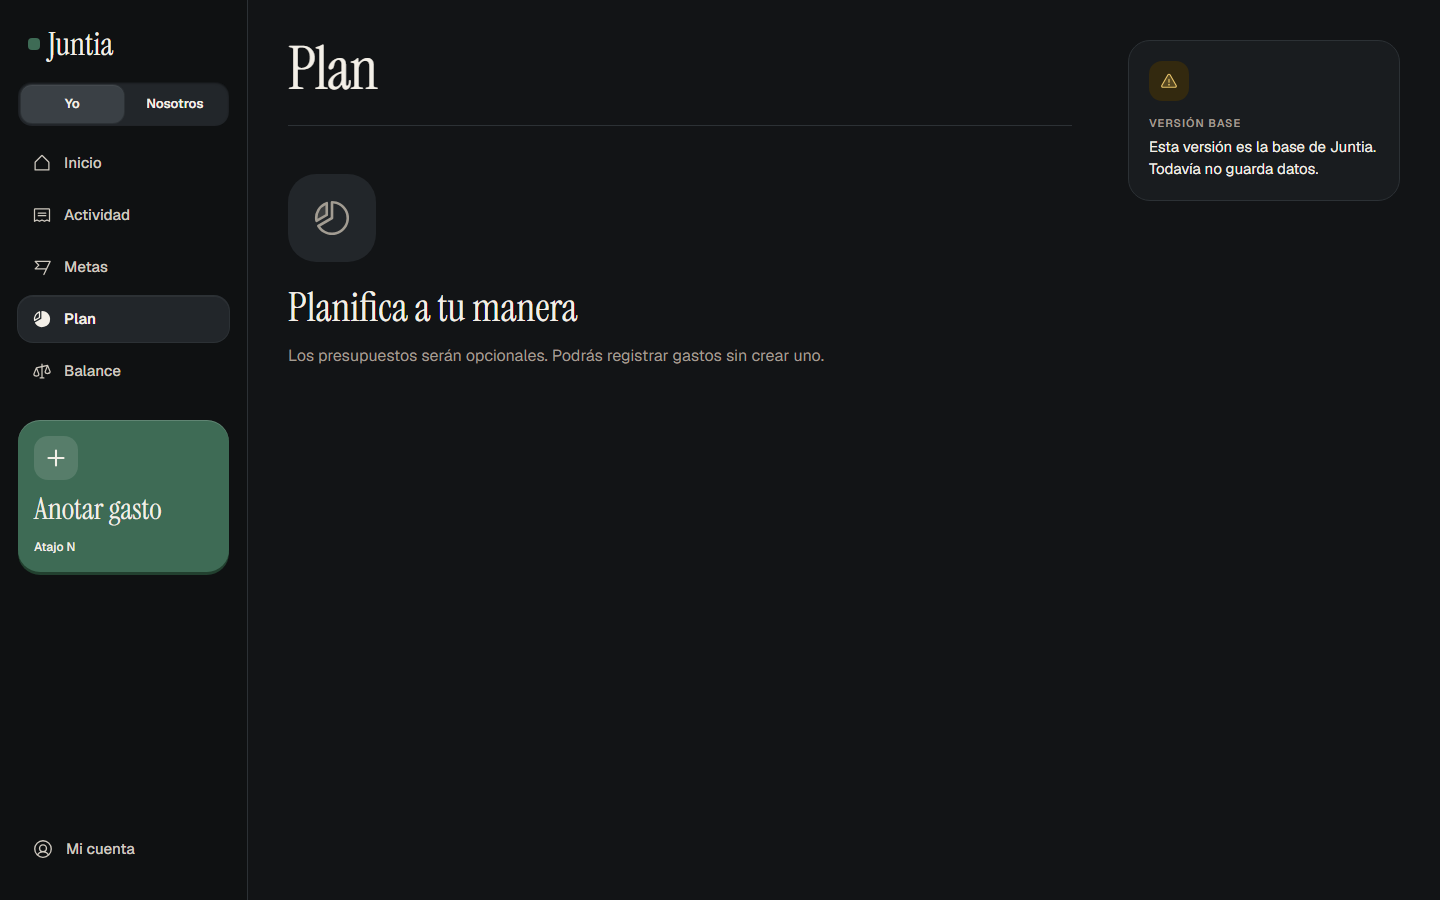 Juntia
Yo
Nosotros
Inicio
Actividad
Metas
Plan
Balance
Anotar gasto
Atajo N
Mi cuenta
Plan
Planifica a tu manera
Los presupuestos serán opcionales. Podrás registrar gastos sin crear uno.
VERSIÓN BASE
Esta versión es la base de Juntia.
Todavía no guarda datos.